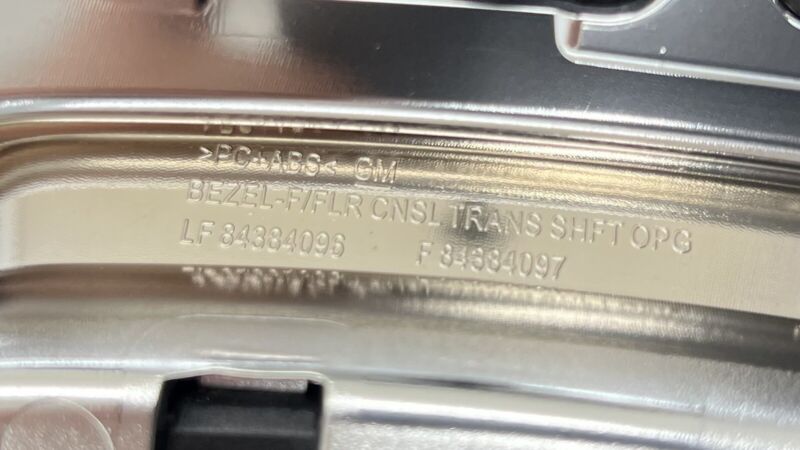 >PC+ABS< GM
BEZEL-F/FLR CNSL TRANS SHFT OPG
LF 84384096 F 84384097